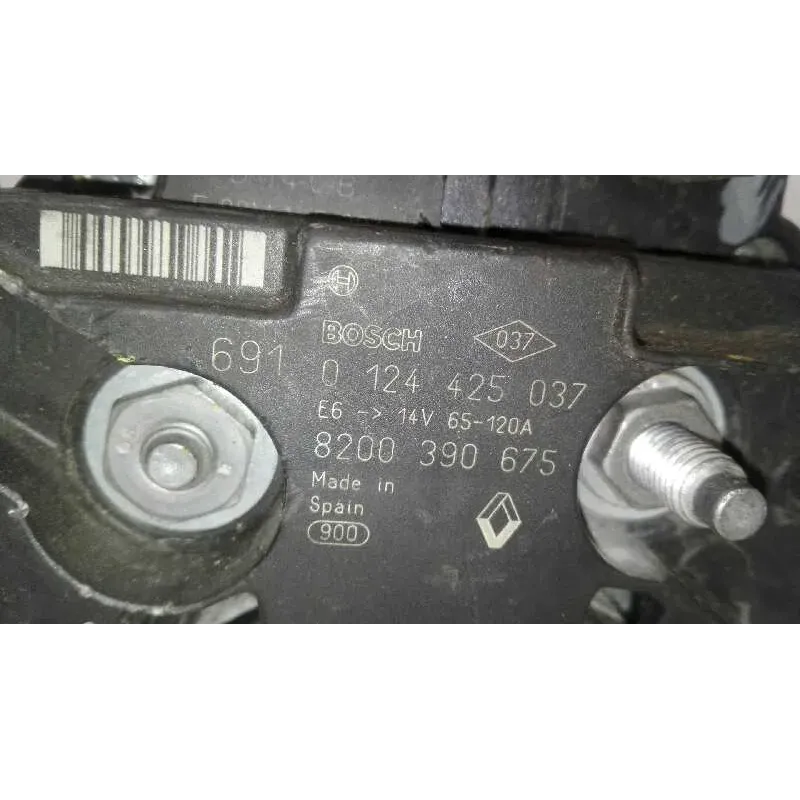 BOSCH
037
691 0 124 425 037
E6 -> 14V 65-120A
8200 390 675
Made in
Spain
900